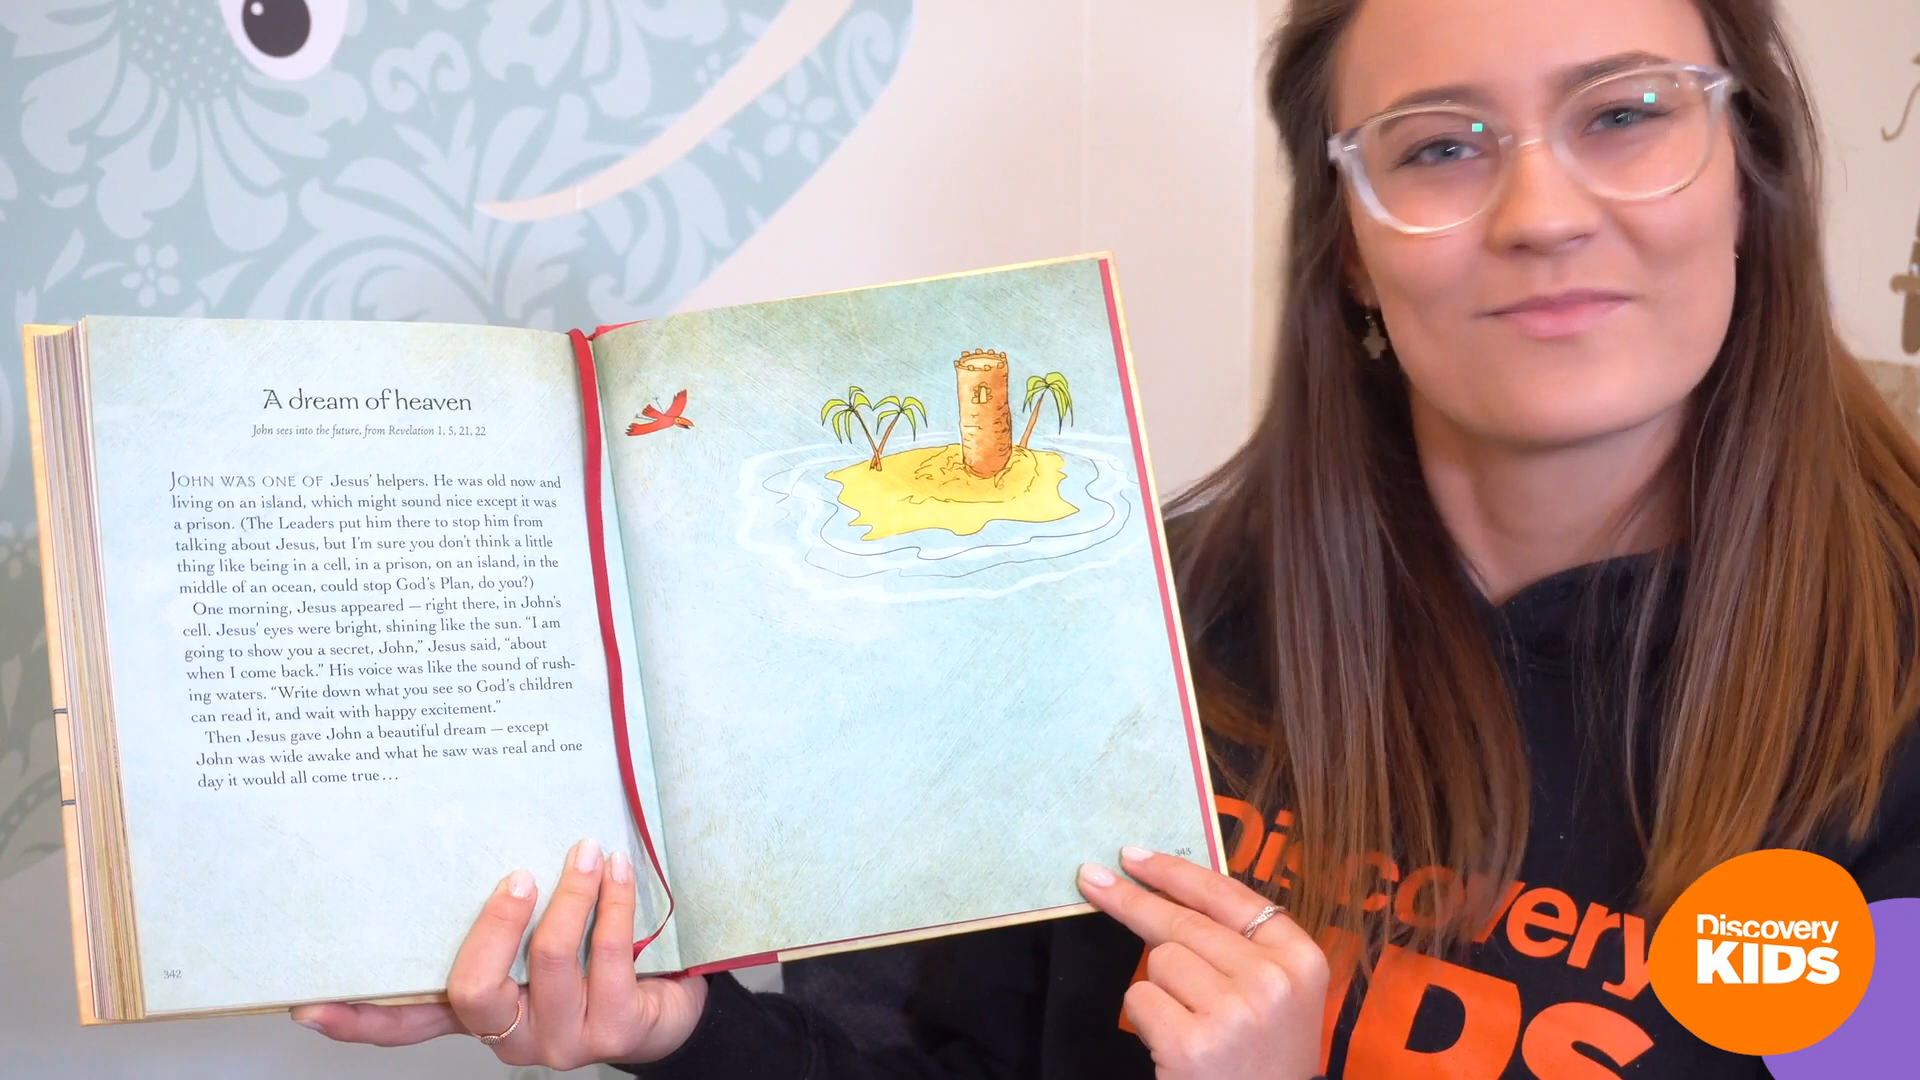 A dream of heaven
John sees into the future, from Revelation 1, 5, 21, 22
JOHN WAS ONE OF Jesus' helpers. He was old now and
living on an island, which might sound nice except it was
a prison. (The Leaders put him there to stop him from
talking about Jesus, but I'm sure you don't think a little
thing like being in a cell, in a prison, on an island, in the
middle of an ocean, could stop God's Plan, do you?)
One morning, Jesus appeared — right there, in John's
cell. Jesus' eyes were bright, shining like the sun. "I am
going to show you a secret, John," Jesus said, "about
when I come back." His voice was like the sound of rush-
ing waters. "Write down what you see so God's children
can read it, and wait with happy excitement."
Then Jesus gave John a beautiful dream — except
John was wide awake and what he saw was real and one
day it would all come true...
342
343
Discovery
KIDS
Discovery
KIDS